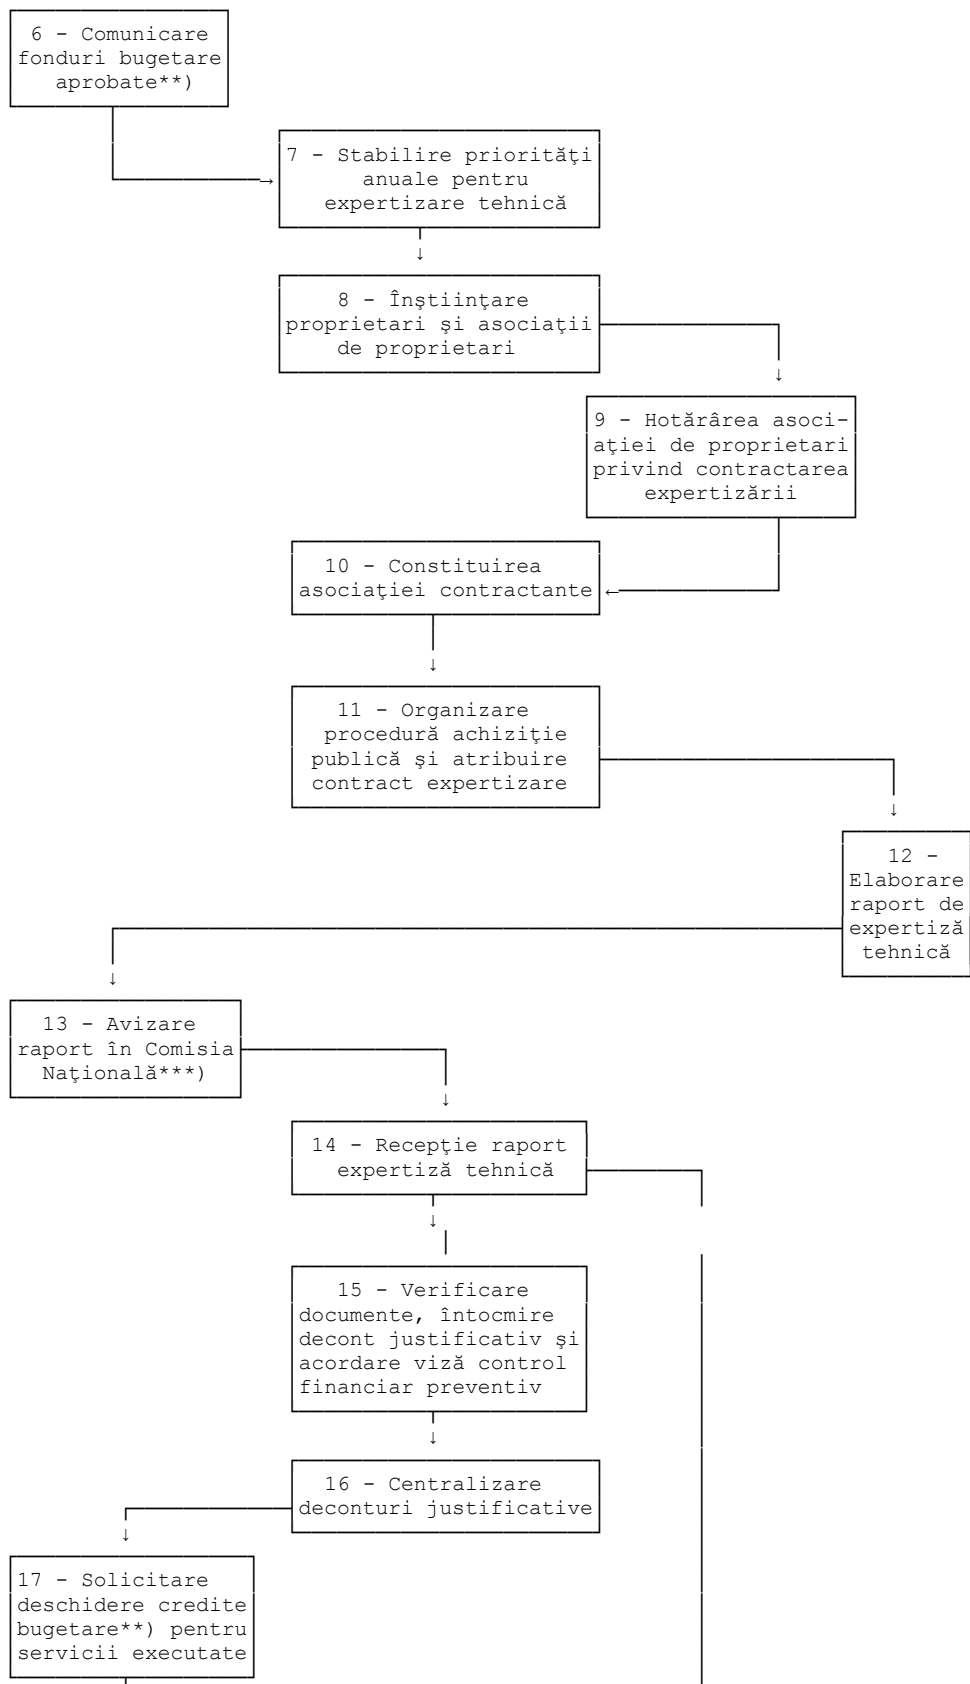 6 - Comunicare
fonduri bugetare
aprobate**)
7 - Stabilire priorităţi
anuale pentru
expertizare tehnică
8 - Înştiinţare
proprietari şi asociaţii
de proprietari
9 - Hotărârea asoci-
aţiei de proprietari
privind contractarea
expertizării
10 - Constituirea
asociaţiei contractante
11 - Organizare
procedură achiziţie
publică şi atribuire
contract expertizare
12 -
Elaborare
raport de
expertiză
tehnică
13 - Avizare
raport în Comisia
Naţională***)
14 - Recepţie raport
expertiză tehnică
15 - Verificare
documente, întocmire
decont justificativ şi
acordare viză control
financiar preventiv
16 - Centralizare
deconturi justificative
17 - Solicitare
deschidere credite
bugetare**) pentru
servicii executate